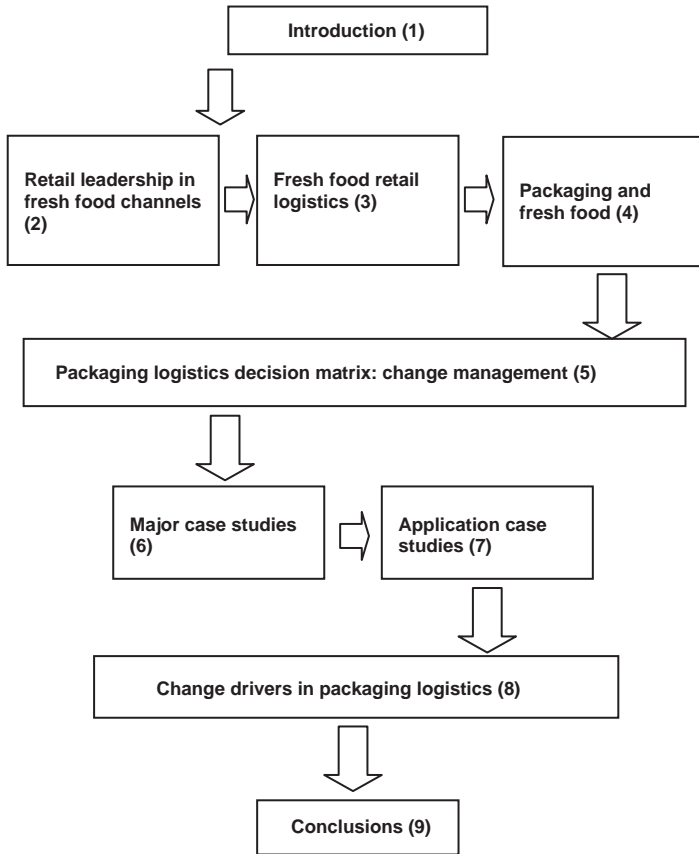 Introduction (1)
Retail leadership in
fresh food channels
(2)
Fresh food retail
logistics (3)
Packaging and
fresh food (4)
Packaging logistics decision matrix: change management (5)
Major case studies
(6)
Application case
studies (7)
Change drivers in packaging logistics (8)
Conclusions (9)